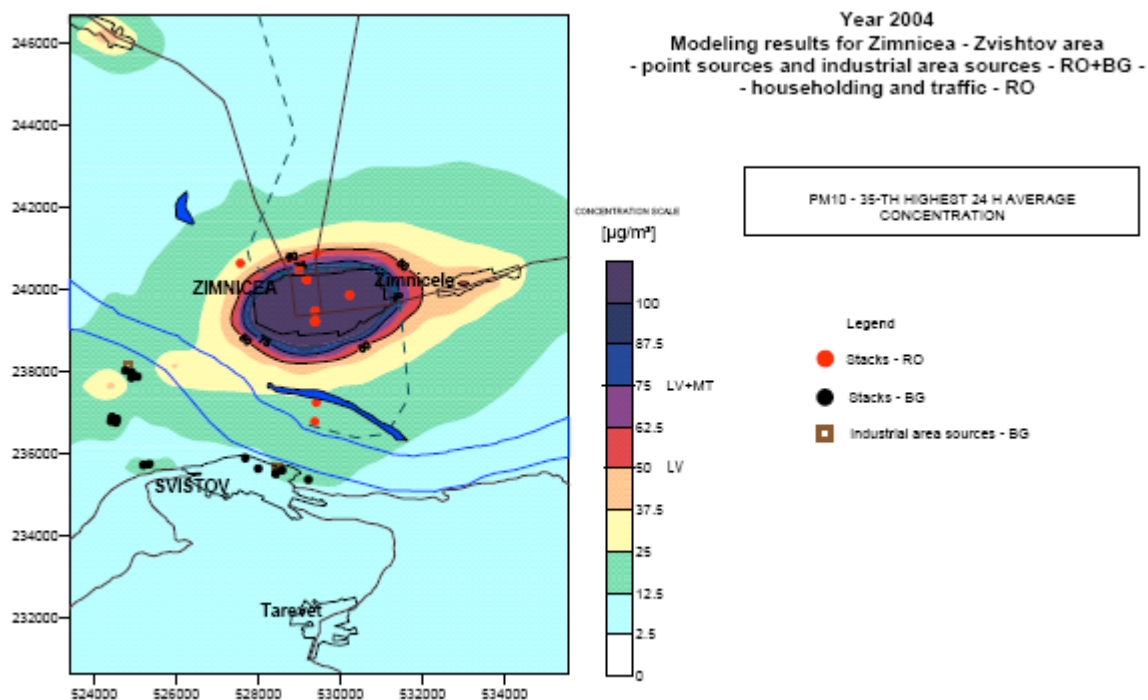 Year 2004
Modeling results for Zimnicea - Zvishtov area
- point sources and industrial area sources - RO+BG -
- householding and traffic - RO
PM10 - 35-TH HIGHEST 24 H AVERAGE
CONCENTRATION
CONCENTRATION SCALE
[µg/m³]
100
87.5
75 LV+MT
62.5
50 LV
37.5
25
12.5
2.5
0
Legend
Stacks - RO
Stacks - BG
Industrial area sources - BG
246000
244000
242000
240000
238000
236000
234000
232000
524000 526000 528000 530000 532000 534000
ZIMNICEA
Zimnicele
SVISTOV
Tarevet
50
75
50